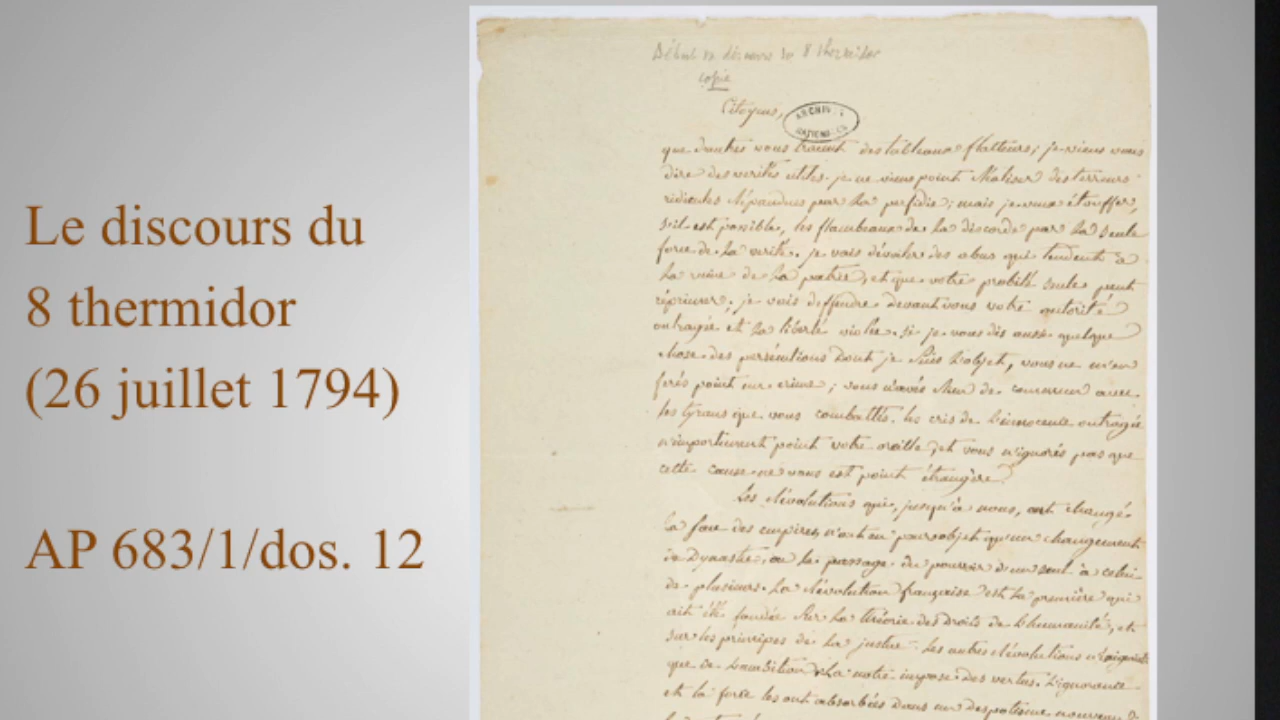 Le discours du
8 thermidor
(26 juillet 1794)
AP 683/1/dos. 12
Début du discours du 8 thermidor
copie
Citoyens,
ARCHIVES
NATIONALES
que d'autres vous tracent des tableaux flatteurs; je viens vous
dire des verités utiles. je ne viens point réaliser des terreurs
ridicules répandues par la perfidie; mais je veux étouffer,
s'il est possible, les flambeaux de la discorde par la seule
force de la verité. je vais dévoiler des abus qui tendent à
la ruine de la patrie, et que votre probité seule peut
réprimer. je vais deffendre devant vous votre autorité
outragée et la liberté violée. si je vous dis aussi quelque
chose des persécutions dont je suis l'objet, vous ne m'en
ferés point un crime; vous n'avés rien de commun avec
les tyrans que vous combattés. les cris de l'innocence outragée
n'importunent point votre oreille, et vous n'ignorés pas que
cette cause ne vous est point étrangère.
Les révolutions qui, jusqu'à nous, ont changé
la face des empires, n'ont eu pour objet qu'un changement
de dynastie, ou le passage du pouvoir d'un seul à celui
de plusieurs. la révolution française est la première qui
ait été fondée sur la théorie des droits de l'humanité, et
sur les principes de la justice. les autres révolutions n'exigeaient
que de l'ambition; la notre impose des vertus. L'ignorance
et la force les ont absorbées dans un despotisme nouveau